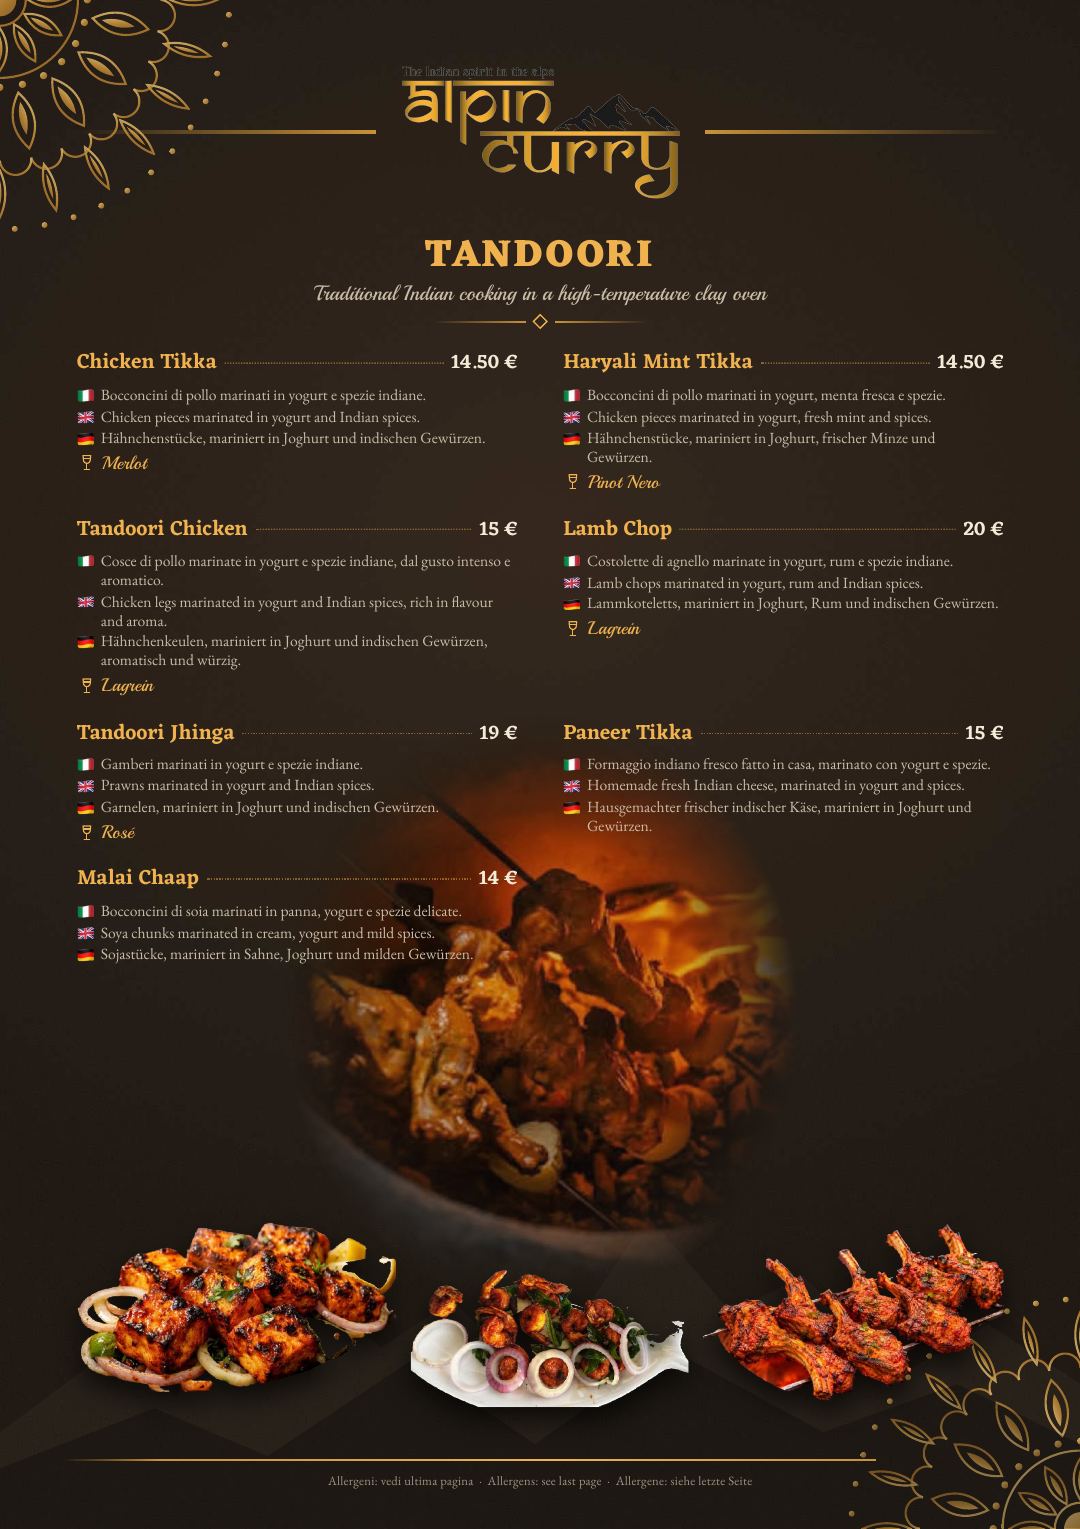 The Indian spirit in the alps
alpin
curry
TANDOORI
Traditional Indian cooking in a high-temperature clay oven
Chicken Tikka 14.50 €
Bocconcini di pollo marinati in yogurt e spezie indiane.
Chicken pieces marinated in yogurt and Indian spices.
Hähnchenstücke, mariniert in Joghurt und indischen Gewürzen.
Merlot
Haryali Mint Tikka 14.50 €
Bocconcini di pollo marinati in yogurt, menta fresca e spezie.
Chicken pieces marinated in yogurt, fresh mint and spices.
Hähnchenstücke, mariniert in Joghurt, frischer Minze und
Gewürzen.
Pinot Nero
Tandoori Chicken 15 €
Cosce di pollo marinate in yogurt e spezie indiane, dal gusto intenso e
aromatico.
Chicken legs marinated in yogurt and Indian spices, rich in flavour
and aroma.
Hähnchenkeulen, mariniert in Joghurt und indischen Gewürzen,
aromatisch und würzig.
Lagrein
Lamb Chop 20 €
Costolette di agnello marinate in yogurt, rum e spezie indiane.
Lamb chops marinated in yogurt, rum and Indian spices.
Lammkoteletts, mariniert in Joghurt, Rum und indischen Gewürzen.
Lagrein
Tandoori Jhinga 19 €
Gamberi marinati in yogurt e spezie indiane.
Prawns marinated in yogurt and Indian spices.
Garnelen, mariniert in Joghurt und indischen Gewürzen.
Rosé
Paneer Tikka 15 €
Formaggio indiano fresco fatto in casa, marinato con yogurt e spezie.
Homemade fresh Indian cheese, marinated in yogurt and spices.
Hausgemachter frischer indischer Käse, mariniert in Joghurt und
Gewürzen.
Malai Chaap 14 €
Bocconcini di soia marinati in panna, yogurt e spezie delicate.
Soya chunks marinated in cream, yogurt and mild spices.
Sojastücke, mariniert in Sahne, Joghurt und milden Gewürzen.
Allergeni: vedi ultima pagina · Allergens: see last page · Allergene: siehe letzte Seite